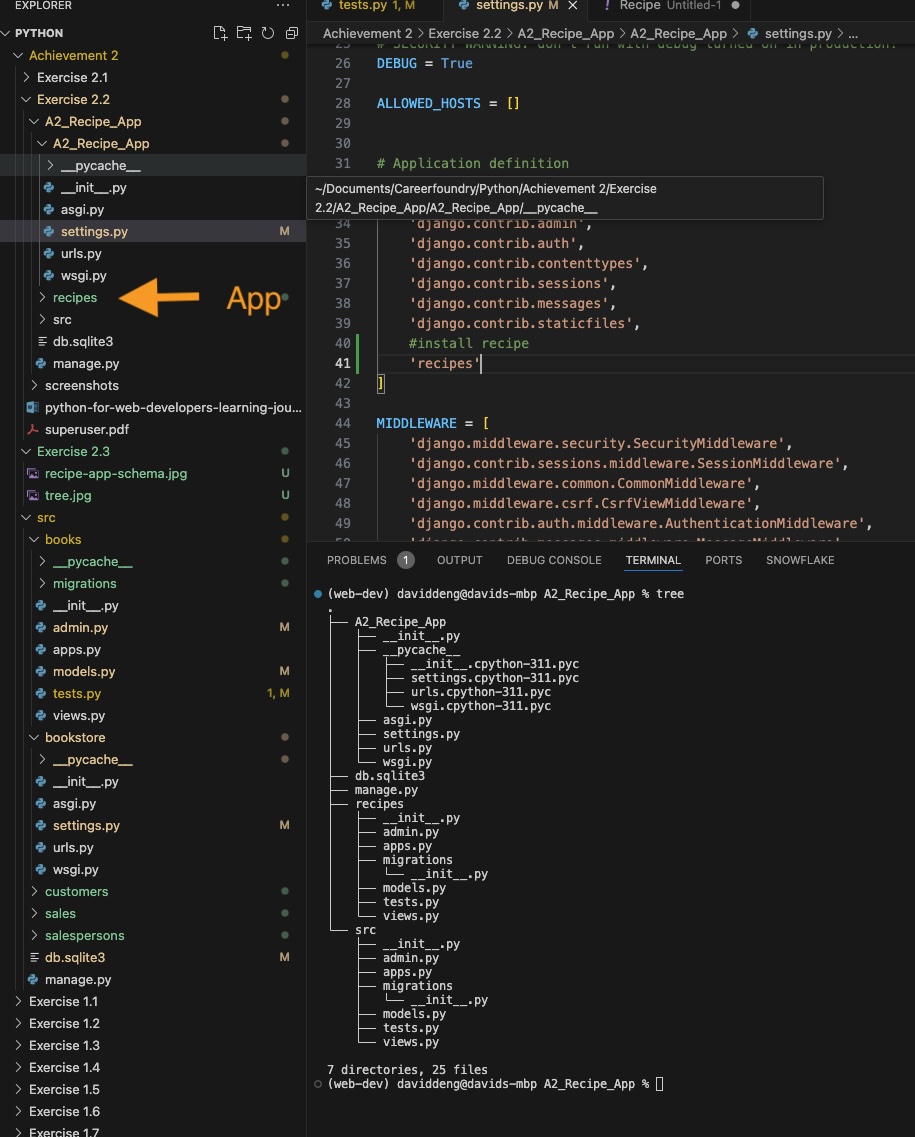 EXPLORER
PYTHON
Achievement 2
Exercise 2.1
Exercise 2.2
A2_Recipe_App
A2_Recipe_App
__pycache__
__init__.py
asgi.py
settings.py M
urls.py
wsgi.py
recipes
App
src
db.sqlite3
manage.py
screenshots
python-for-web-developers-learning-jou...
superuser.pdf
Exercise 2.3
recipe-app-schema.jpg U
tree.jpg U
src
books
__pycache__
migrations
__init__.py
admin.py M
apps.py
models.py M
tests.py 1, M
views.py
bookstore
__pycache__
__init__.py
asgi.py
settings.py M
urls.py
wsgi.py
customers
sales
salespersons
db.sqlite3 M
manage.py
Exercise 1.1
Exercise 1.2
Exercise 1.3
Exercise 1.4
Exercise 1.5
Exercise 1.6
Exercise 1.7
tests.py 1, M
settings.py M
! Recipe Untitled-1
Achievement 2 > Exercise 2.2 > A2_Recipe_App > A2_Recipe_App > settings.py > ...
25 # SECURITY WARNING: don't run with debug turned on in production!
26 DEBUG = True
27
28 ALLOWED_HOSTS = []
29
30
31 # Application definition
~/Documents/Careerfoundry/Python/Achievement 2/Exercise
2.2/A2_Recipe_App/A2_Recipe_App/__pycache__
34 'django.contrib.admin',
35 'django.contrib.auth',
36 'django.contrib.contenttypes',
37 'django.contrib.sessions',
38 'django.contrib.messages',
39 'django.contrib.staticfiles',
40 #install recipe
41 'recipes'
42 ]
43
44 MIDDLEWARE = [
45 'django.middleware.security.SecurityMiddleware',
46 'django.contrib.sessions.middleware.SessionMiddleware',
47 'django.middleware.common.CommonMiddleware',
48 'django.middleware.csrf.CsrfViewMiddleware',
49 'django.contrib.auth.middleware.AuthenticationMiddleware',
50 'django.contrib.messages.middleware.MessageMiddleware',
PROBLEMS 1 OUTPUT DEBUG CONSOLE TERMINAL PORTS SNOWFLAKE
(web-dev) daviddeng@davids-mbp A2_Recipe_App % tree
.
├── A2_Recipe_App
│   ├── __init__.py
│   ├── __pycache__
│   │   ├── __init__.cpython-311.pyc
│   │   ├── settings.cpython-311.pyc
│   │   ├── urls.cpython-311.pyc
│   │   └── wsgi.cpython-311.pyc
│   ├── asgi.py
│   ├── settings.py
│   ├── urls.py
│   └── wsgi.py
├── db.sqlite3
├── manage.py
├── recipes
│   ├── __init__.py
│   ├── admin.py
│   ├── apps.py
│   ├── migrations
│   │   └── __init__.py
│   ├── models.py
│   ├── tests.py
│   └── views.py
└── src
    ├── __init__.py
    ├── admin.py
    ├── apps.py
    ├── migrations
    │   └── __init__.py
    ├── models.py
    ├── tests.py
    └── views.py
7 directories, 25 files
(web-dev) daviddeng@davids-mbp A2_Recipe_App %